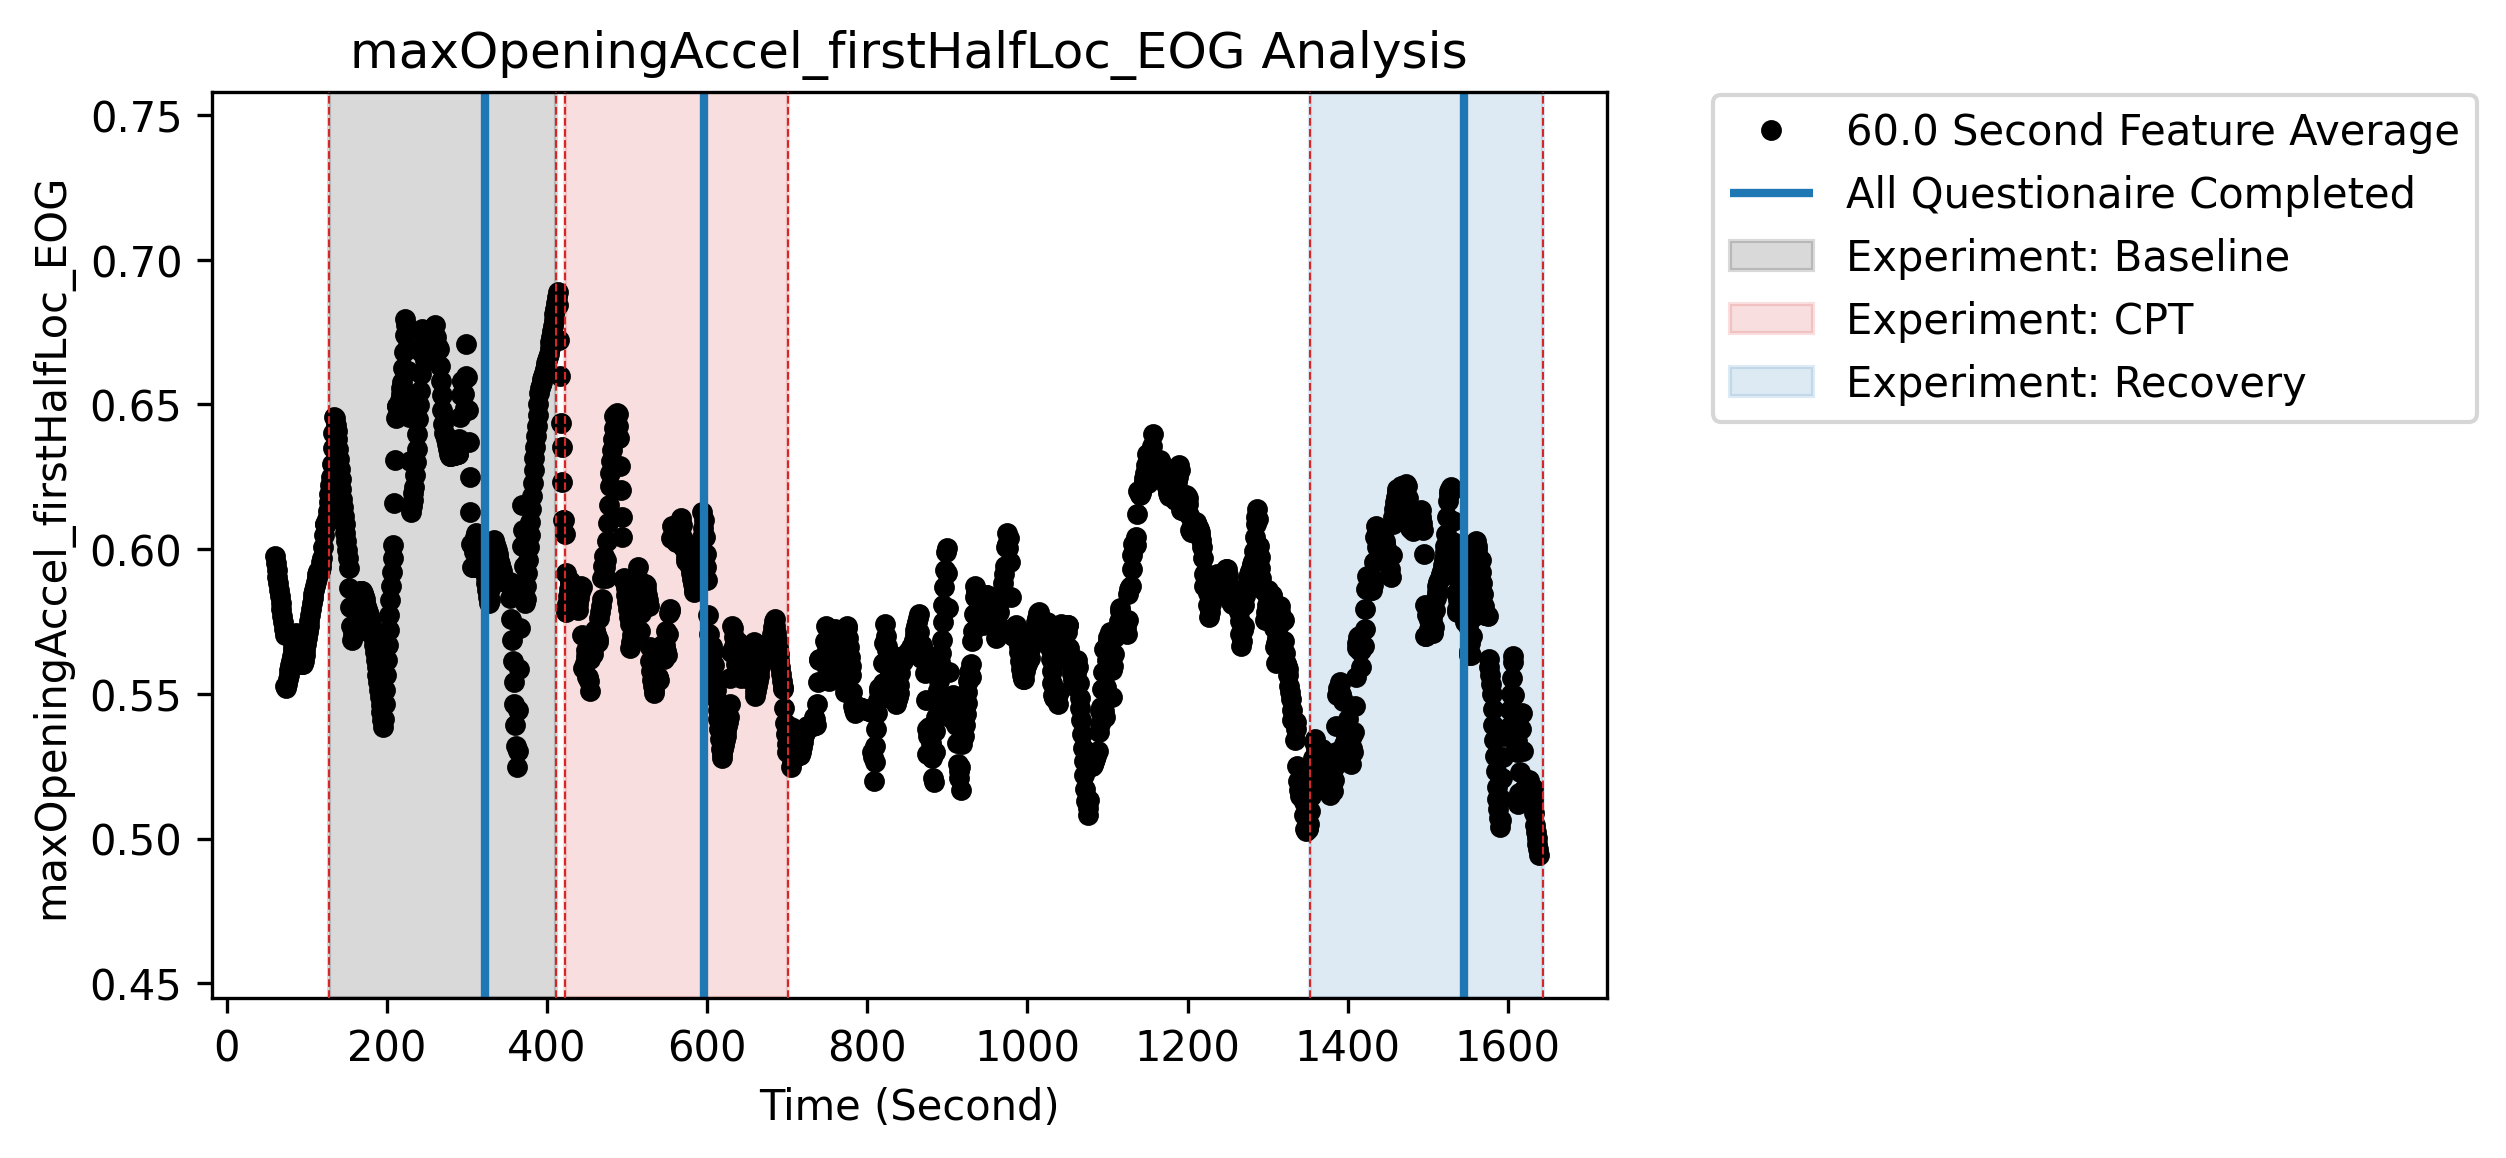 maxOpeningAccel_firstHalfLoc_EOG Analysis
maxOpeningAccel_firstHalfLoc_EOG
0.75
0.70
0.65
0.60
0.55
0.50
0.45
0 200 400 600 800 1000 1200 1400 1600
Time (Second)
60.0 Second Feature Average
All Questionaire Completed
Experiment: Baseline
Experiment: CPT
Experiment: Recovery